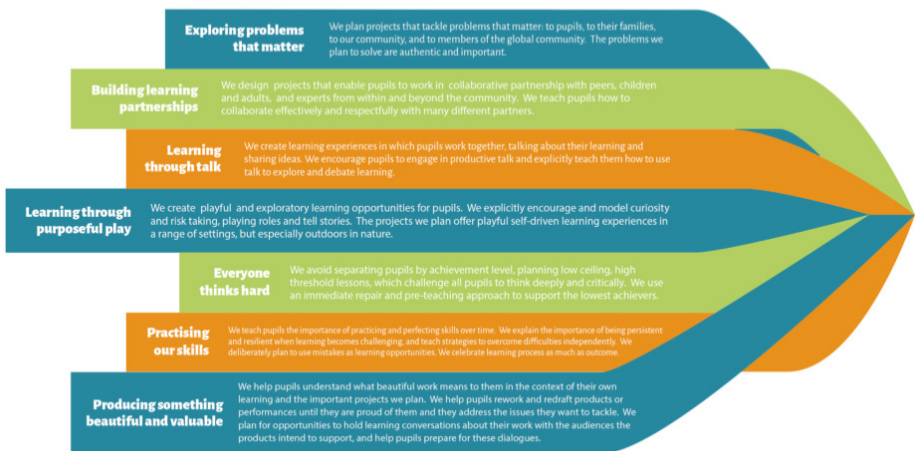 Exploring problems
that matter
We plan projects that tackle problems that matter: to pupils, to their families,
to our community, and to members of the global community. The problems we
plan to solve are authentic and important.
Building learning
partnerships
We design projects that enable pupils to work in collaborative partnership with peers, children
and adults, and experts from within and beyond the community. We teach pupils how to
collaborate effectively and respectfully with many different partners.
Learning
through talk
We create learning experiences in which pupils work together, talking about their learning and
sharing ideas. We encourage pupils to engage in productive talk and explicitly teach them how to use
talk to explore and debate learning.
Learning through
purposeful play
We create playful and exploratory learning opportunities for pupils. We explicitly encourage and model curiosity
and risk taking, playing roles and tell stories. The projects we plan offer playful self-driven learning experiences in
a range of settings, but especially outdoors in nature.
Everyone
thinks hard
We avoid separating pupils by achievement level, planning low ceiling, high
threshold lessons, which challenge all pupils to think deeply and critically. We use
an immediate repair and pre-teaching approach to support the lowest achievers.
Practising
our skills
We teach pupils the importance of practicing and perfecting skills over time. We explain the importance of being persistent
and resilient when learning becomes challenging, and teach strategies to overcome difficulties independently. We
deliberately plan to use mistakes as learning opportunities. We celebrate learning process as much as outcome.
Producing something
beautiful and valuable
We help pupils understand what beautiful work means to them in the context of their own
learning and the important projects we plan. We help pupils rework and redraft products or
performances until they are proud of them and they address the issues they want to tackle. We
plan for opportunities to hold learning conversations about their work with the audiences the
products intend to support, and help pupils prepare for these dialogues.